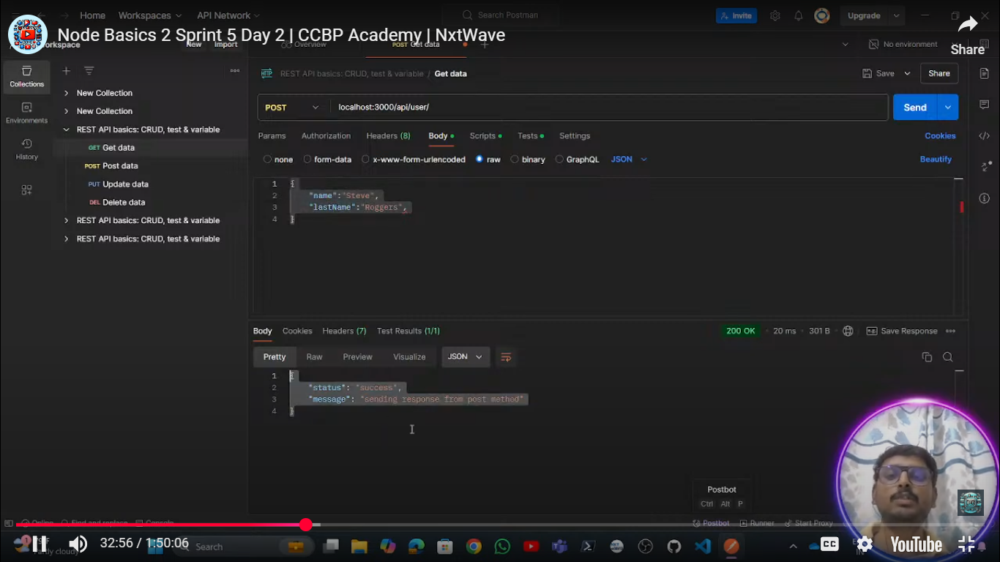 Home Workspaces API Network Search Postman Invite Upgrade
Node Basics 2 Sprint 5 Day 2 | CCBP Academy | NxtWave
Share
New Import Overview POST Get data No environment
Collections
Environments
History
New Collection
New Collection
REST API basics: CRUD, test & variable
GET Get data
POST Post data
PUT Update data
DEL Delete data
REST API basics: CRUD, test & variable
REST API basics: CRUD, test & variable
HTTP REST API basics: CRUD, test & variable / Get data Save Share
POST localhost:3000/api/user/ Send
Params Authorization Headers (8) Body Scripts Tests Settings Cookies
none form-data x-www-form-urlencoded raw binary GraphQL JSON Beautify
1 {
2 "name":"Steve",
3 "lastName":"Roggers",
4 }
Body Cookies Headers (7) Test Results (1/1) 200 OK 20 ms 301 B Save Response
Pretty Raw Preview Visualize JSON
1 {
2 "status": "success",
3 "message": "sending response from post method"
4 }
Postbot
Ctrl Alt P
Online Find and replace Console Postbot Runner Start Proxy
32:56 / 1:50:06 Search CC YouTube